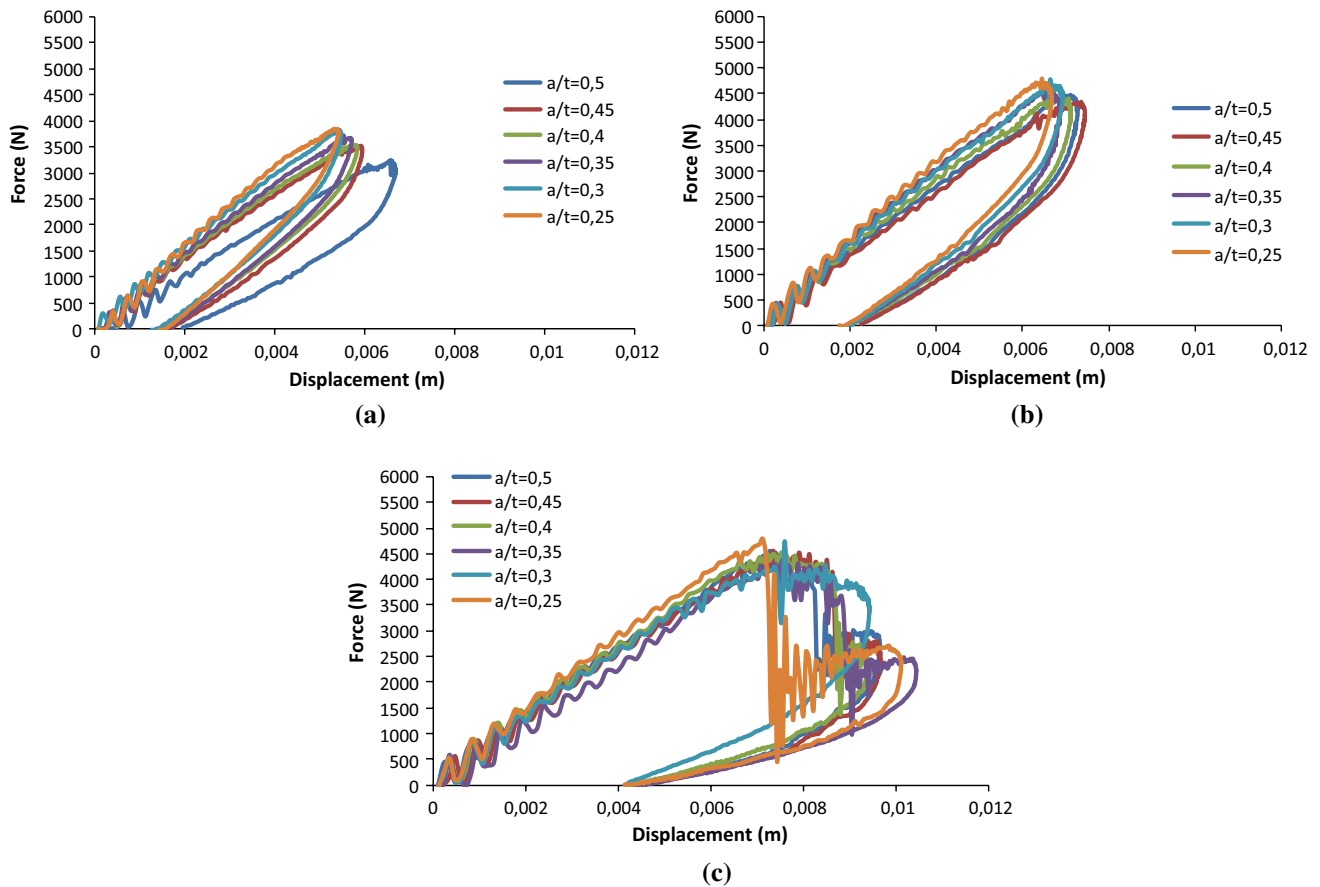 6000
5500
5000
4500
4000
3500
3000
2500
2000
1500
1000
500
0
Force (N)
0
0,002
0,004
0,006
0,008
0,01
0,012
Displacement (m)
a/t=0,5
a/t=0,45
a/t=0,4
a/t=0,35
a/t=0,3
a/t=0,25
(a)
6000
5500
5000
4500
4000
3500
3000
2500
2000
1500
1000
500
0
Force (N)
0
0,002
0,004
0,006
0,008
0,01
0,012
Displacement (m)
a/t=0,5
a/t=0,45
a/t=0,4
a/t=0,35
a/t=0,3
a/t=0,25
(b)
6000
5500
5000
4500
4000
3500
3000
2500
2000
1500
1000
500
0
Force (N)
a/t=0,5
a/t=0,45
a/t=0,4
a/t=0,35
a/t=0,3
a/t=0,25
0
0,002
0,004
0,006
0,008
0,01
0,012
Displacement (m)
(c)